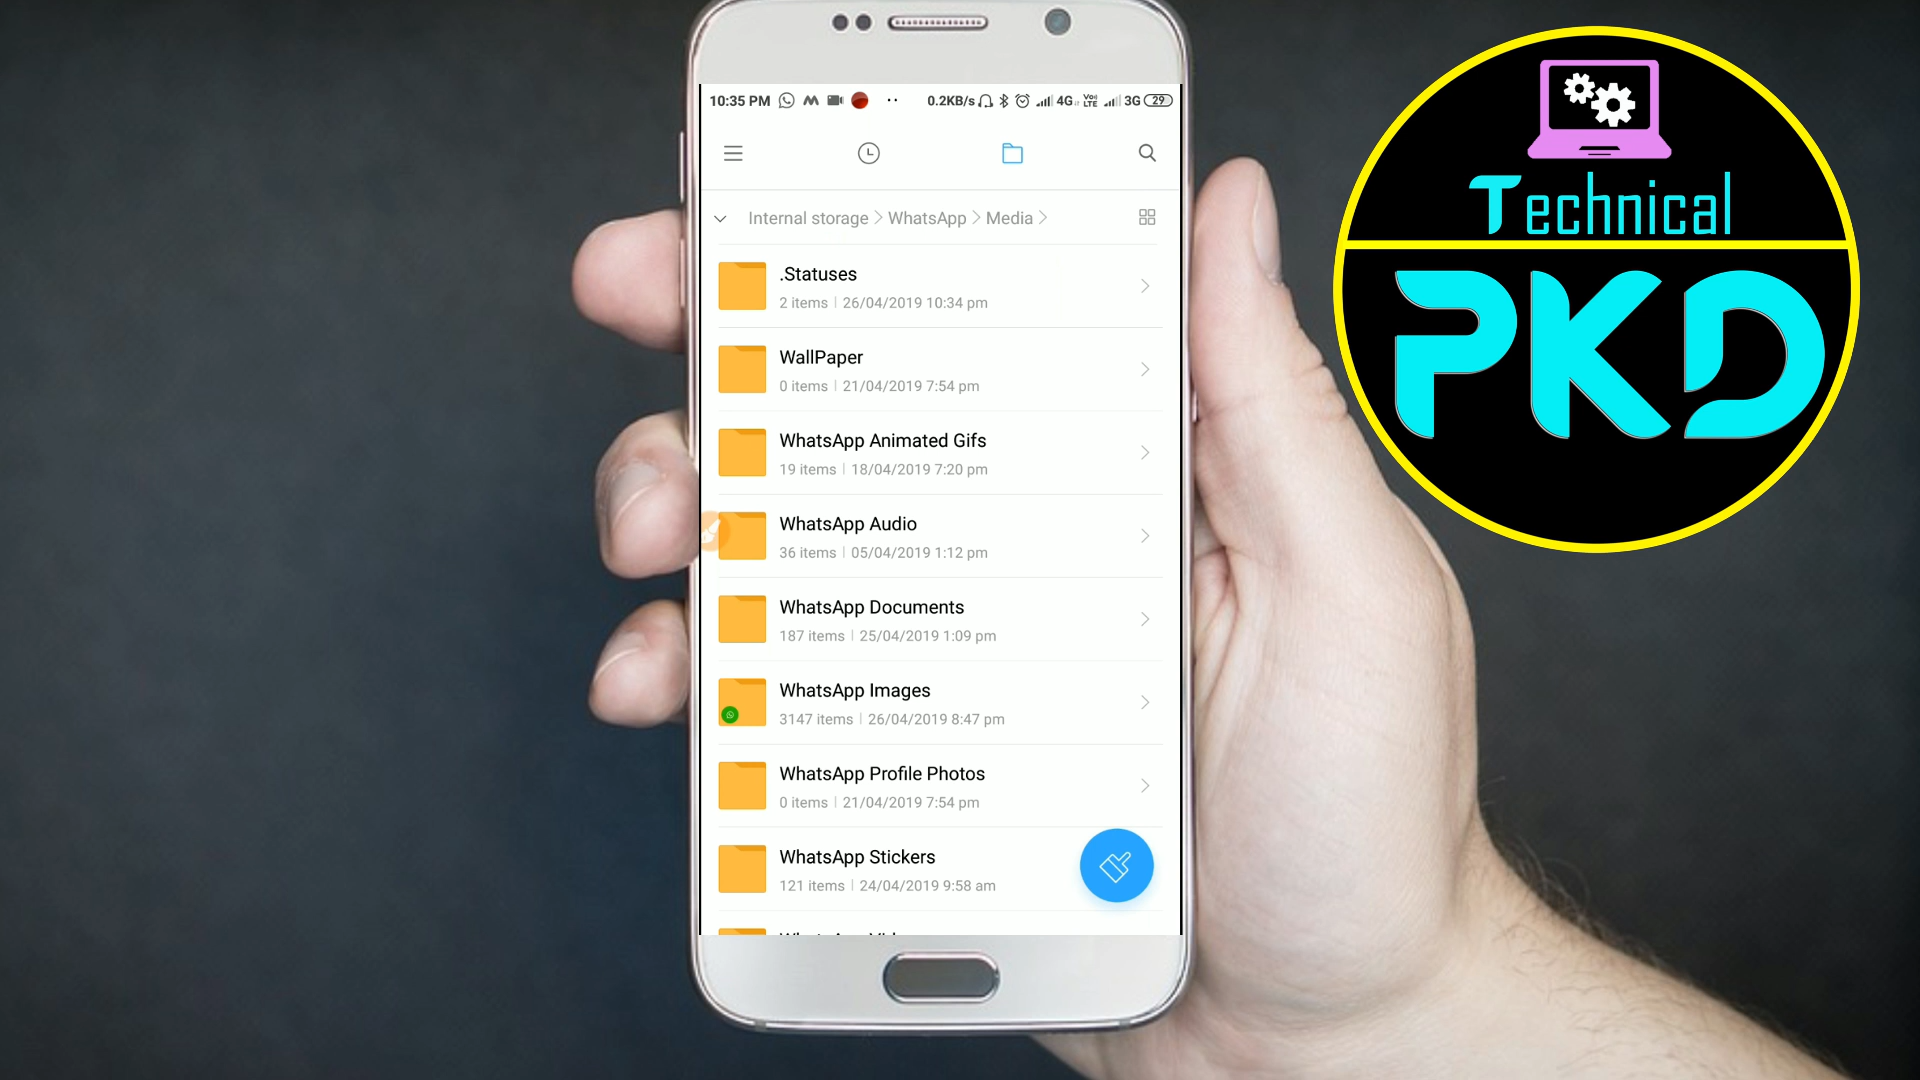 10:35 PM 0.2KB/s 4G VoI LTE 3G 29
Internal storage > WhatsApp > Media >
.Statuses
2 items | 26/04/2019 10:34 pm
WallPaper
0 items | 21/04/2019 7:54 pm
WhatsApp Animated Gifs
19 items | 18/04/2019 7:20 pm
WhatsApp Audio
36 items | 05/04/2019 1:12 pm
WhatsApp Documents
187 items | 25/04/2019 1:09 pm
WhatsApp Images
3147 items | 26/04/2019 8:47 pm
WhatsApp Profile Photos
0 items | 21/04/2019 7:54 pm
WhatsApp Stickers
121 items | 24/04/2019 9:58 am
Technical
PKD